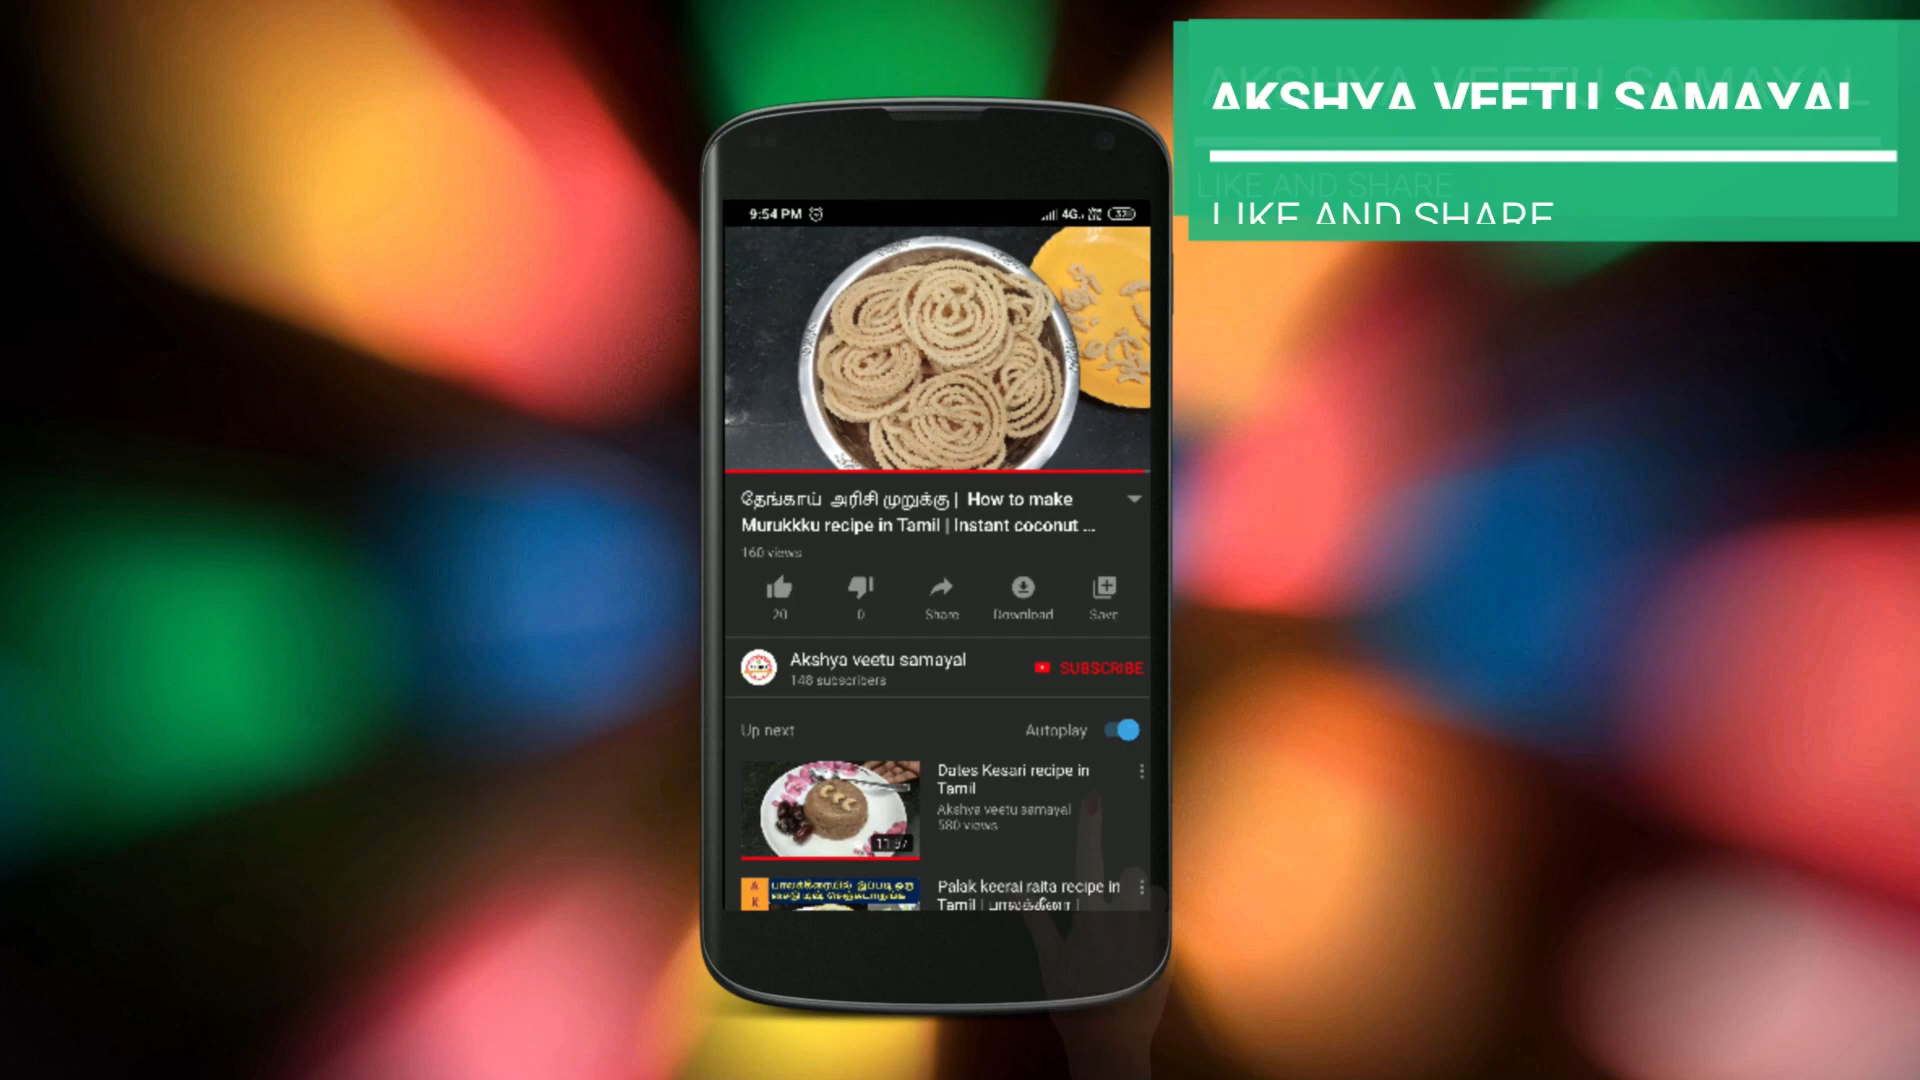 AKSHYA VEETU SAMAYAL
LIKE AND SHARE
9:54 PM
4G
தேங்காய் அரிசி முறுக்கு | How to make
Murukkku recipe in Tamil | Instant coconut ...
160 views
20
0
Share
Download
Save
Akshya veetu samayal
148 subscribers
SUBSCRIBE
Up next
Autoplay
Dates Kesari recipe in
Tamil
Akshya veetu samayal
580 views
Palak keerai raita recipe in
Tamil |